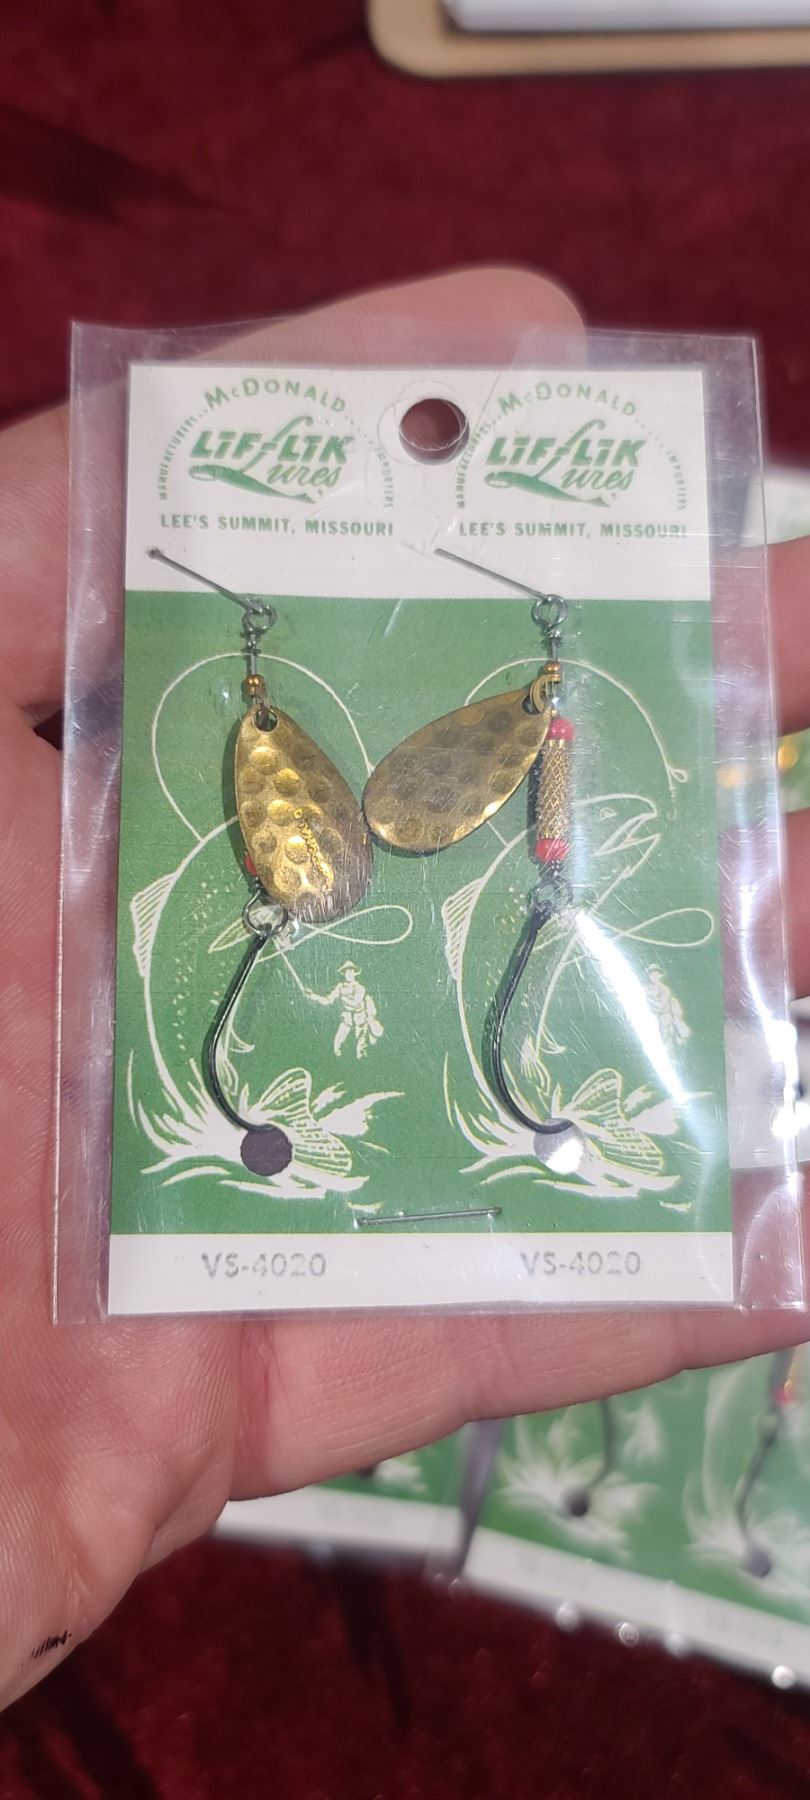 McDONALD
MANUFACTURERS... ....IMPORTERS
LIF-LIK
Lures
LEE'S SUMMIT, MISSOURI
McDONALD
MANUFACTURERS... ....IMPORTERS
LIF-LIK
Lures
LEE'S SUMMIT, MISSOURI
VS-4020
VS-4020